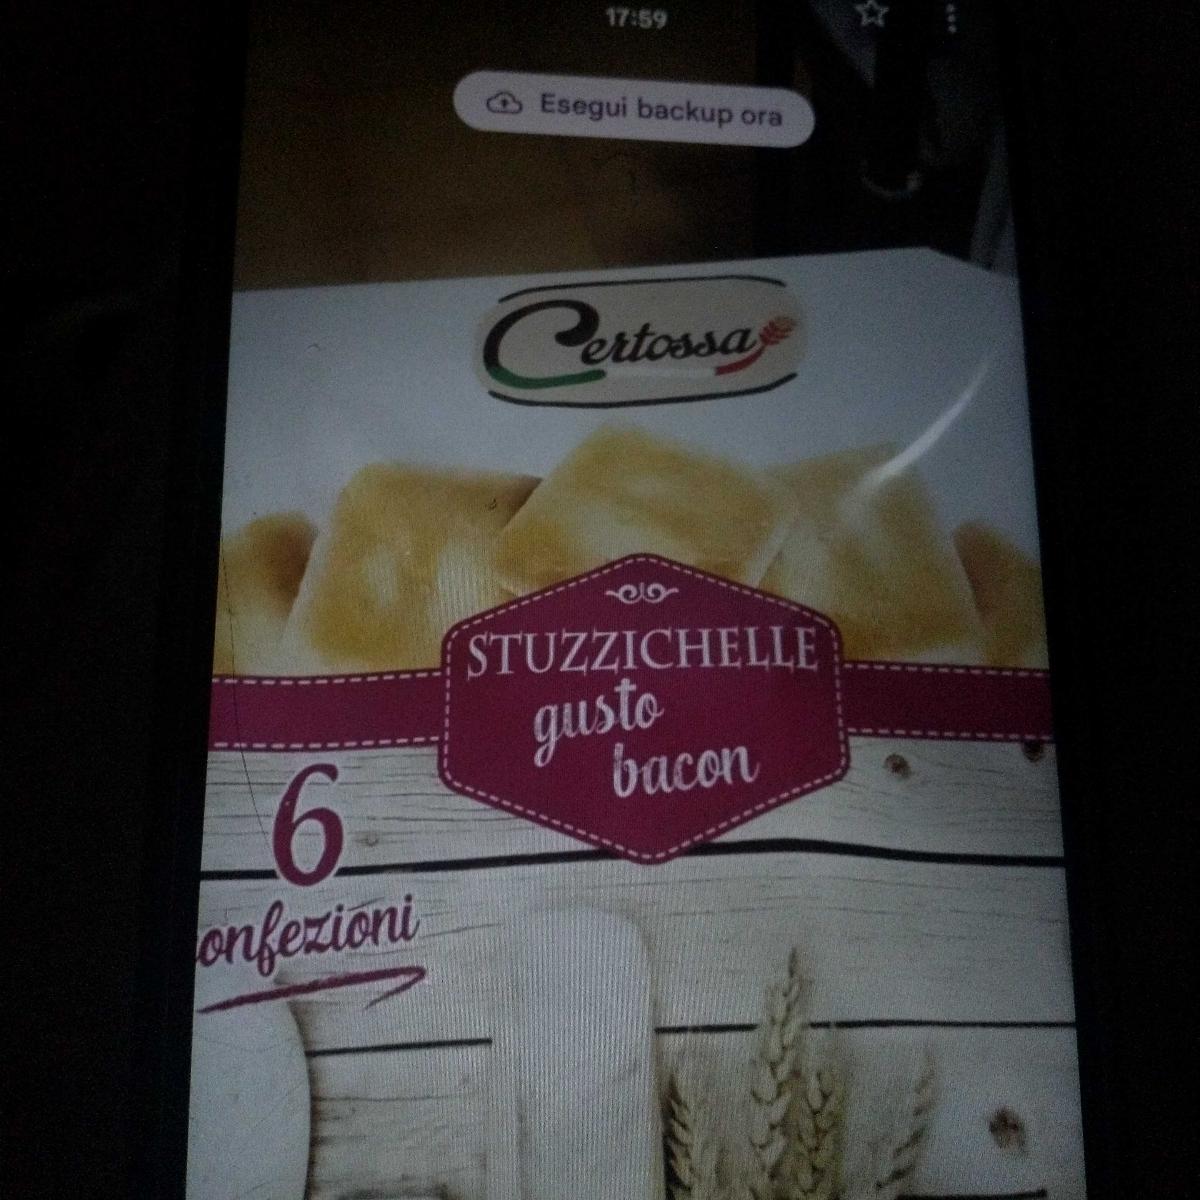 17:59
Esegui backup ora
Certossa
STUZZICHELLE
gusto
bacon
6
onfezioni